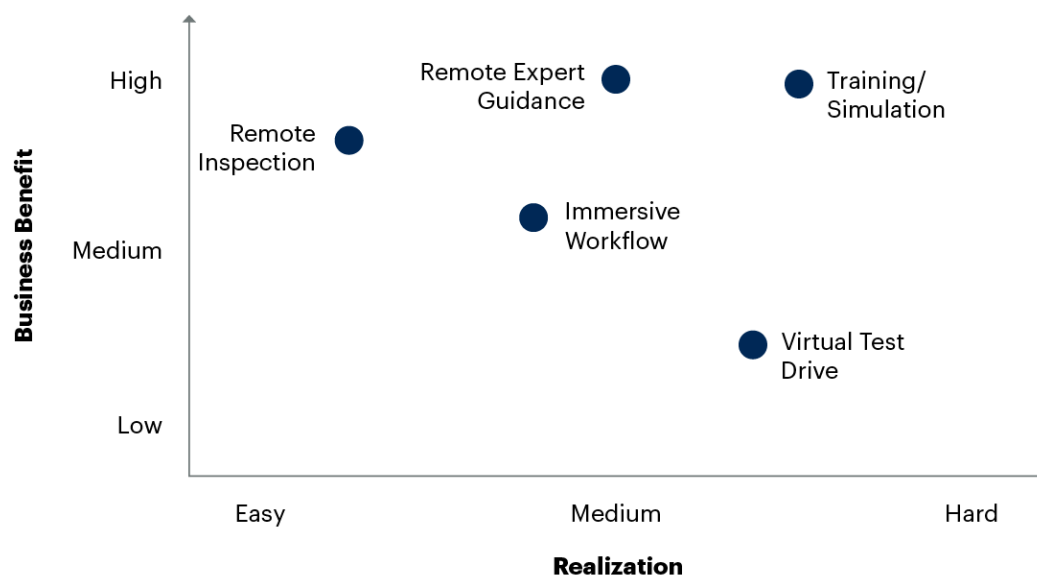 High
Remote Expert
Guidance
Training/
Simulation
Remote
Inspection
Immersive
Workflow
Business Benefit
Medium
Virtual Test
Drive
Low
Easy
Medium
Hard
Realization